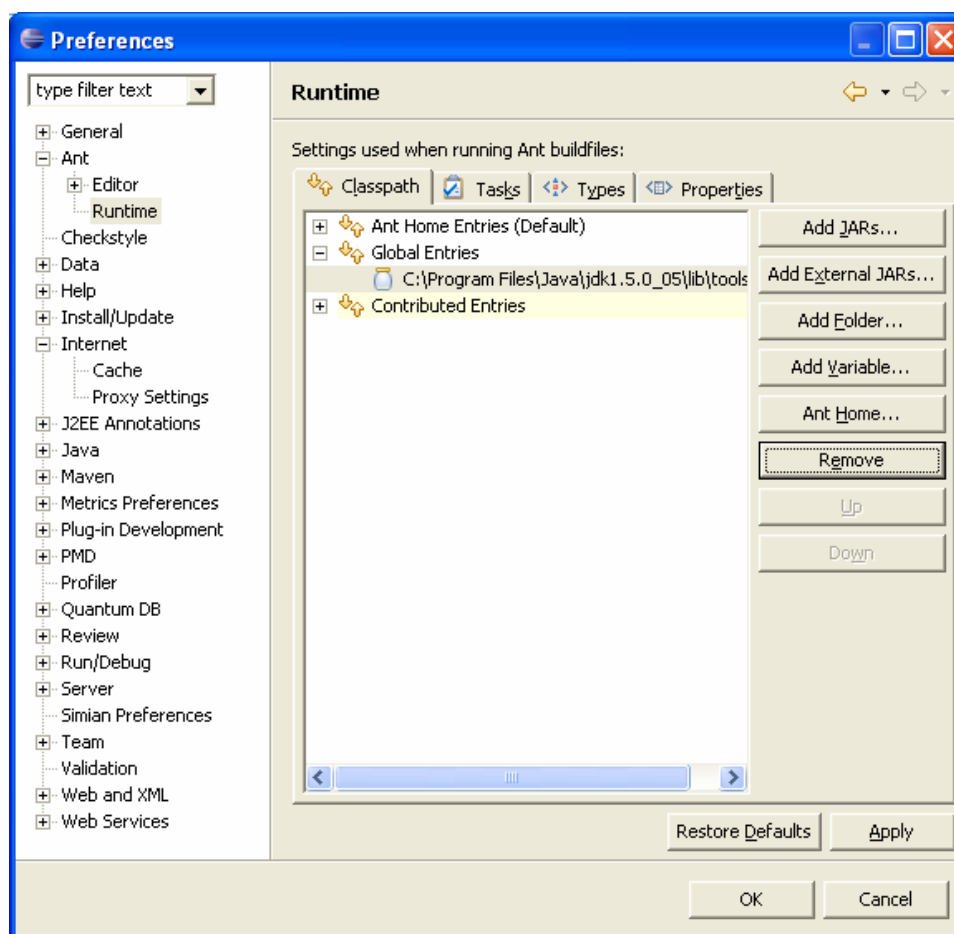 Preferences
type filter text
General
Ant
Editor
Runtime
Checkstyle
Data
Help
Install/Update
Internet
Cache
Proxy Settings
J2EE Annotations
Java
Maven
Metrics Preferences
Plug-in Development
PMD
Profiler
Quantum DB
Review
Run/Debug
Server
Simian Preferences
Team
Validation
Web and XML
Web Services
Runtime
Settings used when running Ant buildfiles:
Classpath Tasks Types Properties
Ant Home Entries (Default)
Global Entries
C:\Program Files\Java\jdk1.5.0_05\lib\tools
Contributed Entries
Add JARs...
Add External JARs...
Add Folder...
Add Variable...
Ant Home...
Remove
Up
Down
Restore Defaults Apply
OK Cancel